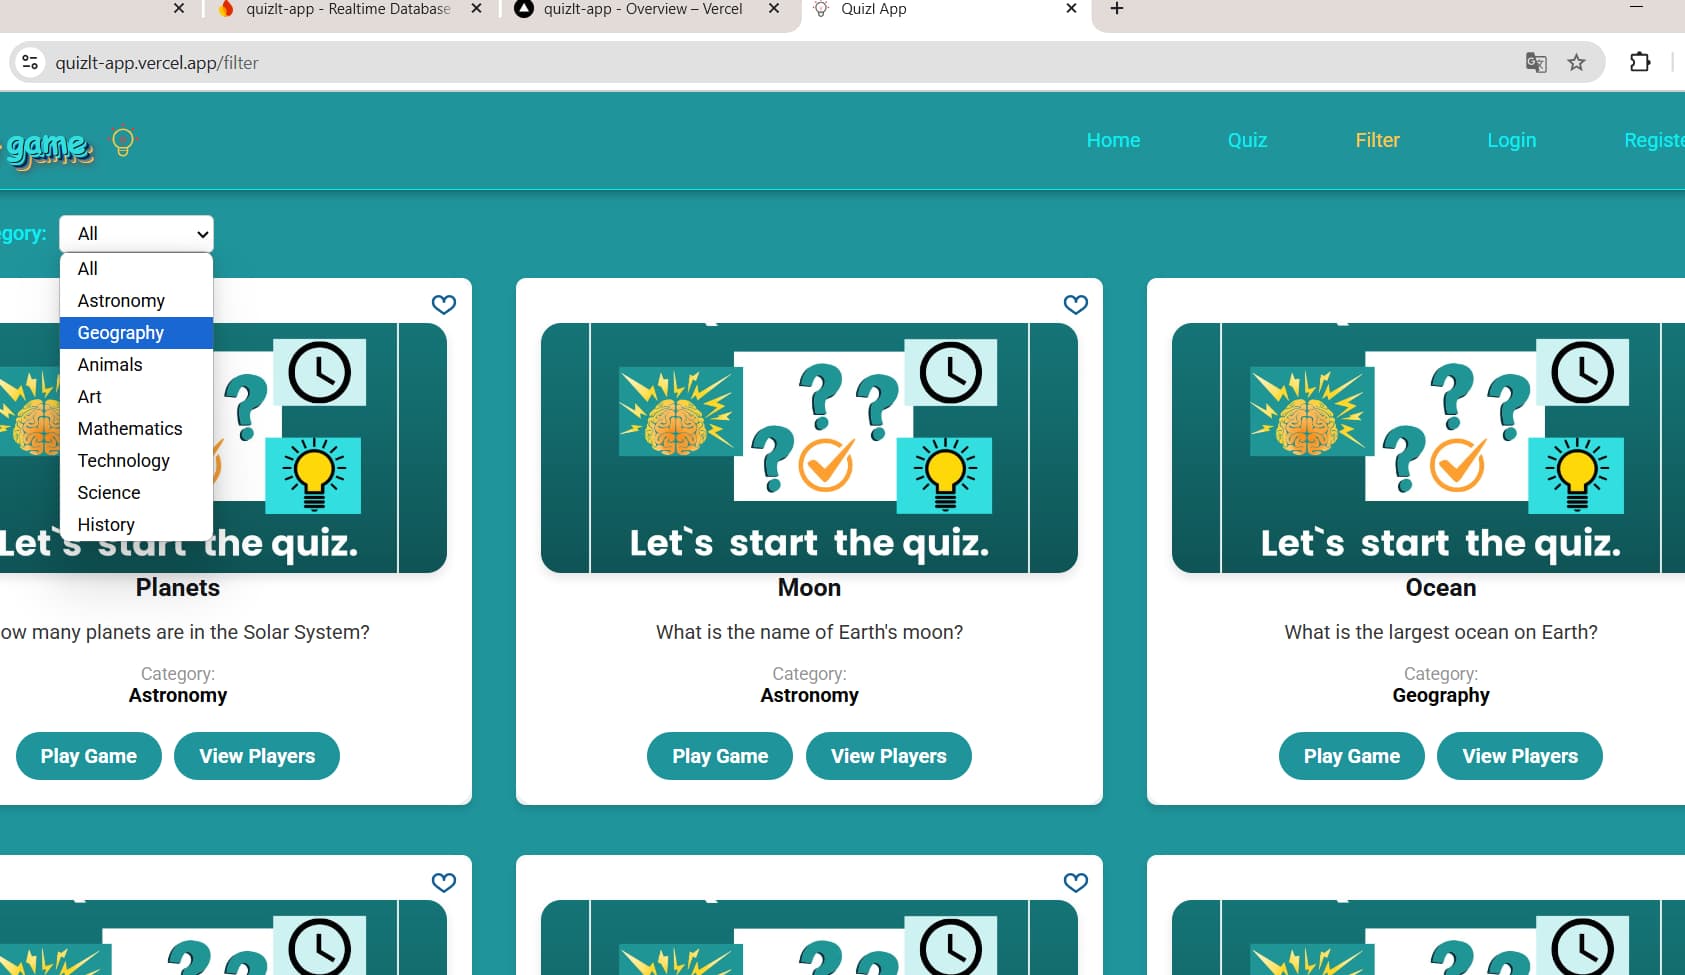 quizlt-app - Realtime Database
quizlt-app - Overview – Vercel
Quizl App
quizlt-app.vercel.app/filter
game
Home
Quiz
Filter
Login
Registe
gory:
All
All
Astronomy
Geography
Animals
Art
Mathematics
Technology
Science
History
Let`s start the quiz.
Let`s start the quiz.
Let`s start the quiz.
Planets
Moon
Ocean
ow many planets are in the Solar System?
What is the name of Earth's moon?
What is the largest ocean on Earth?
Category:
Astronomy
Category:
Astronomy
Category:
Geography
Play Game
View Players
Play Game
View Players
Play Game
View Players